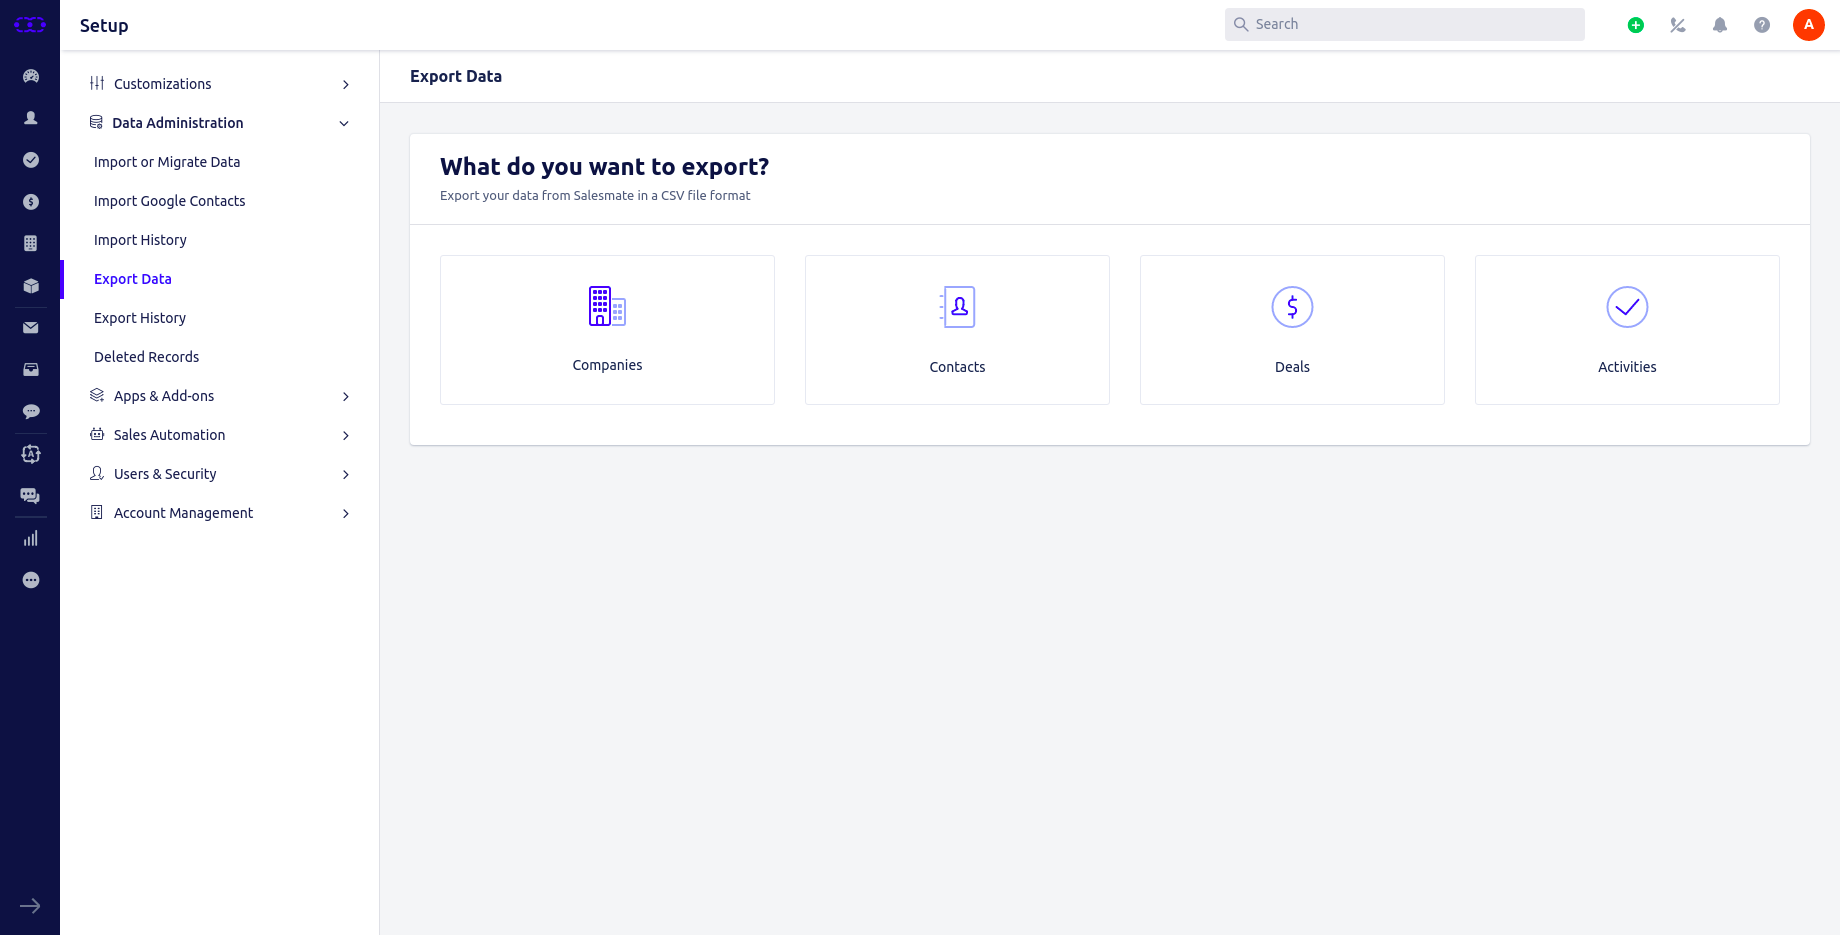 Setup
Search
A
Customizations
Data Administration
Import or Migrate Data
Import Google Contacts
Import History
Export Data
Export History
Deleted Records
Apps & Add-ons
Sales Automation
Users & Security
Account Management
Export Data
What do you want to export?
Export your data from Salesmate in a CSV file format
Companies
Contacts
Deals
Activities